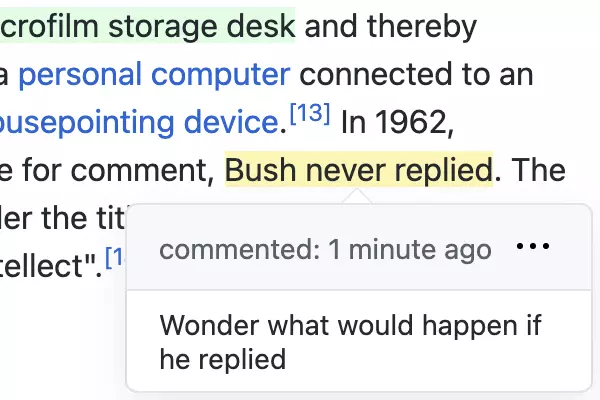 crofilm storage desk and thereby
a personal computer connected to an
ousepointing device.[13] In 1962,
e for comment, Bush never replied. The
ler the tit
tellect".[1
commented: 1 minute ago
Wonder what would happen if
he replied